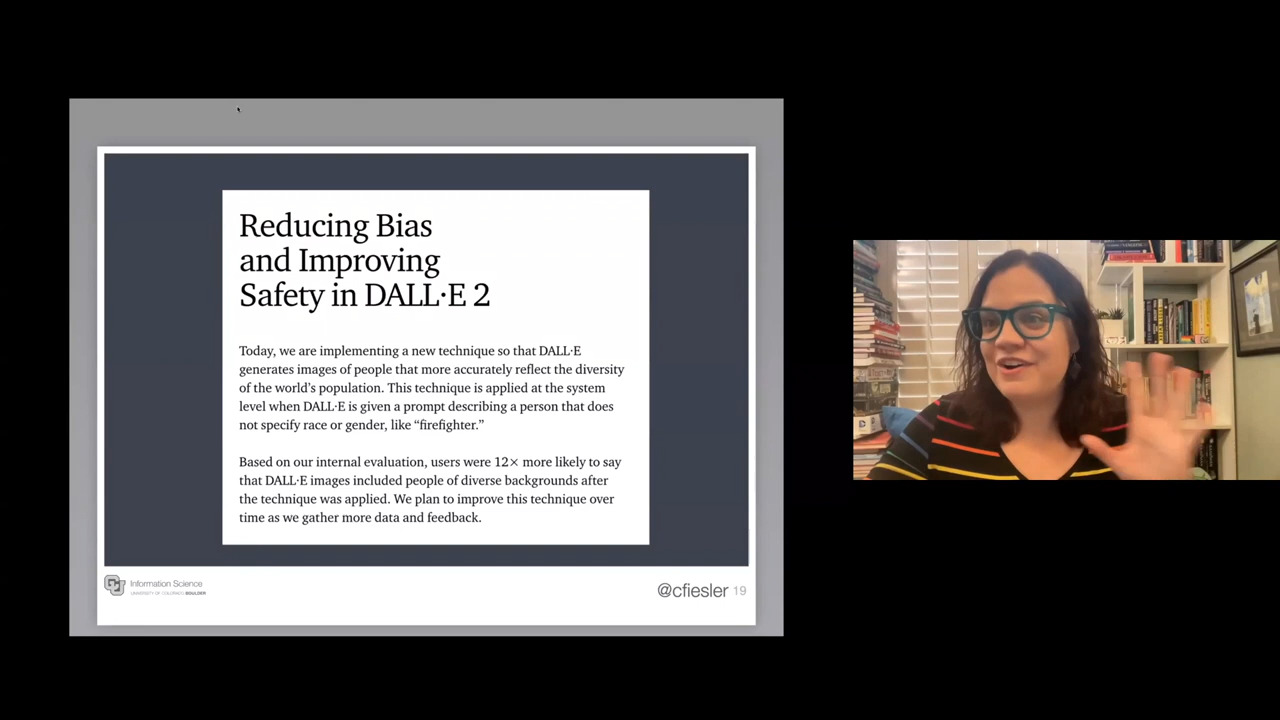 Reducing Bias
and Improving
Safety in DALL·E 2
Today, we are implementing a new technique so that DALL·E
generates images of people that more accurately reflect the diversity
of the world's population. This technique is applied at the system
level when DALL·E is given a prompt describing a person that does
not specify race or gender, like “firefighter.”
Based on our internal evaluation, users were 12× more likely to say
that DALL·E images included people of diverse backgrounds after
the technique was applied. We plan to improve this technique over
time as we gather more data and feedback.
CU
Information Science
UNIVERSITY OF COLORADO BOULDER
@cfiesler 19